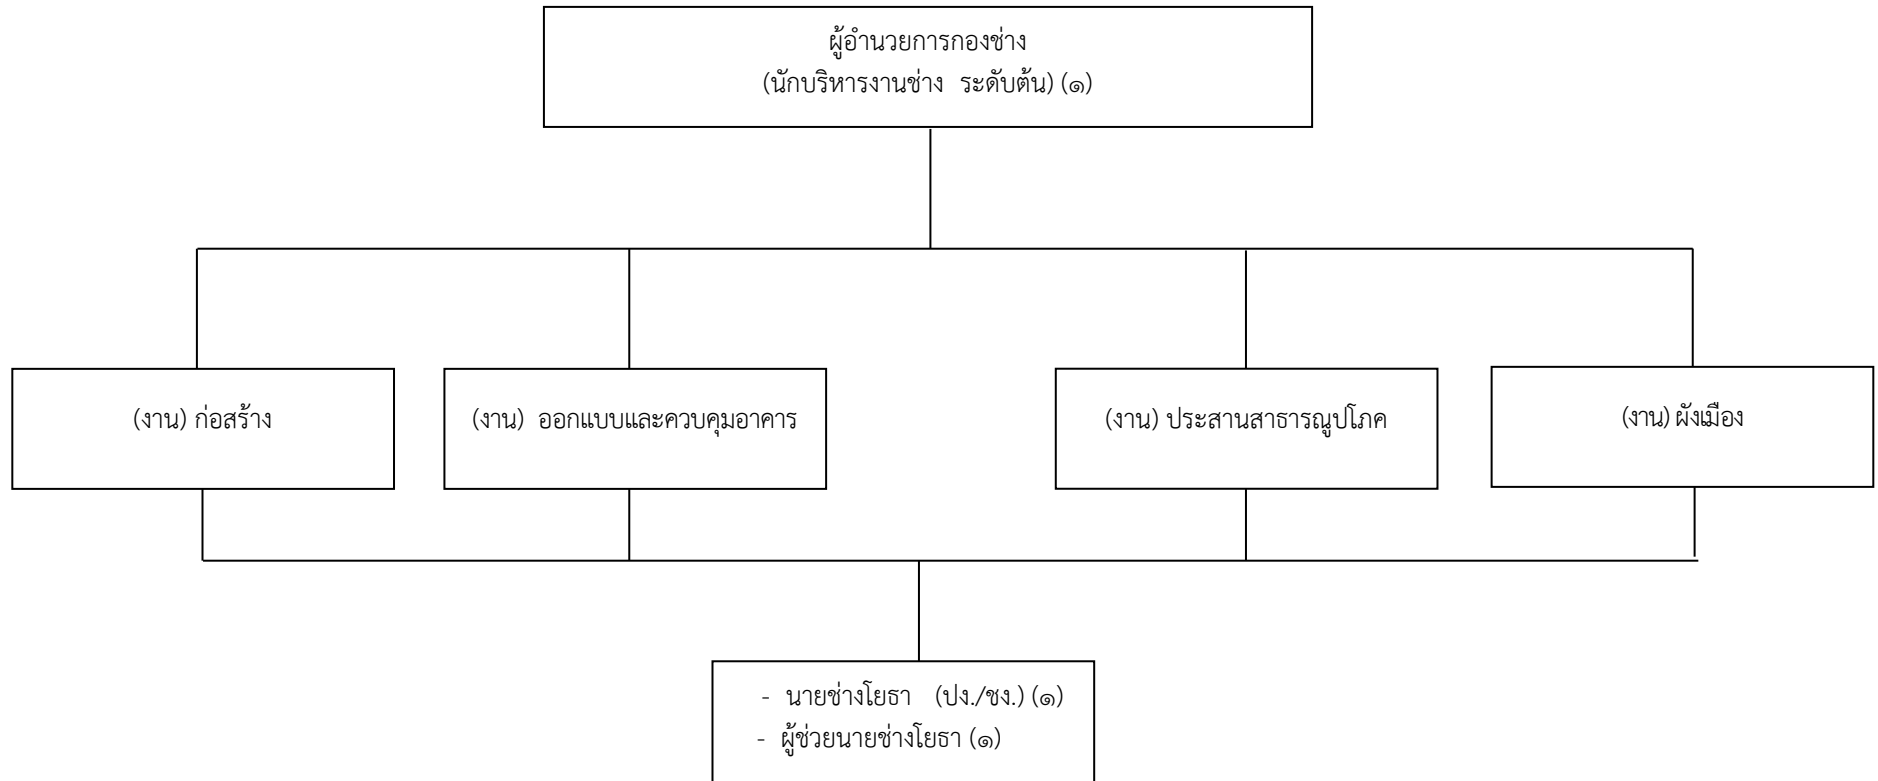 ผู้อำนวยการกองช่าง
(นักบริหารงานช่าง ระดับต้น) (๑)
(งาน) ก่อสร้าง
(งาน) ออกแบบและควบคุมอาคาร
(งาน) ประสานสาธารณูปโภค
(งาน) ผังเมือง
- นายช่างโยธา (ปง./ชง.) (๑)
- ผู้ช่วยนายช่างโยธา (๑)